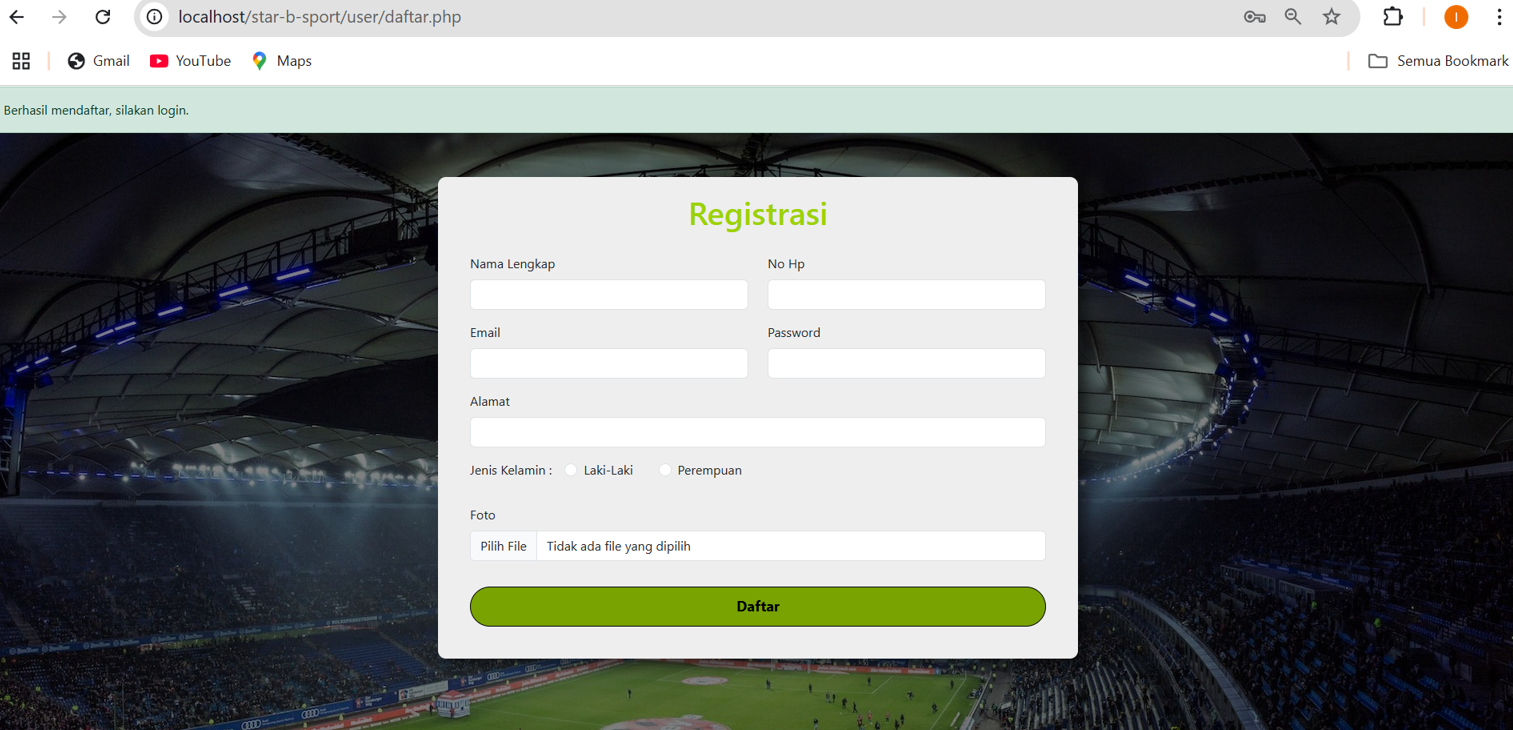 localhost/star-b-sport/user/daftar.php
I
Gmail
YouTube
Maps
Semua Bookmark
Berhasil mendaftar, silakan login.
Registrasi
Nama Lengkap
No Hp
Email
Password
Alamat
Jenis Kelamin : Laki-Laki Perempuan
Foto
Pilih File Tidak ada file yang dipilih
Daftar